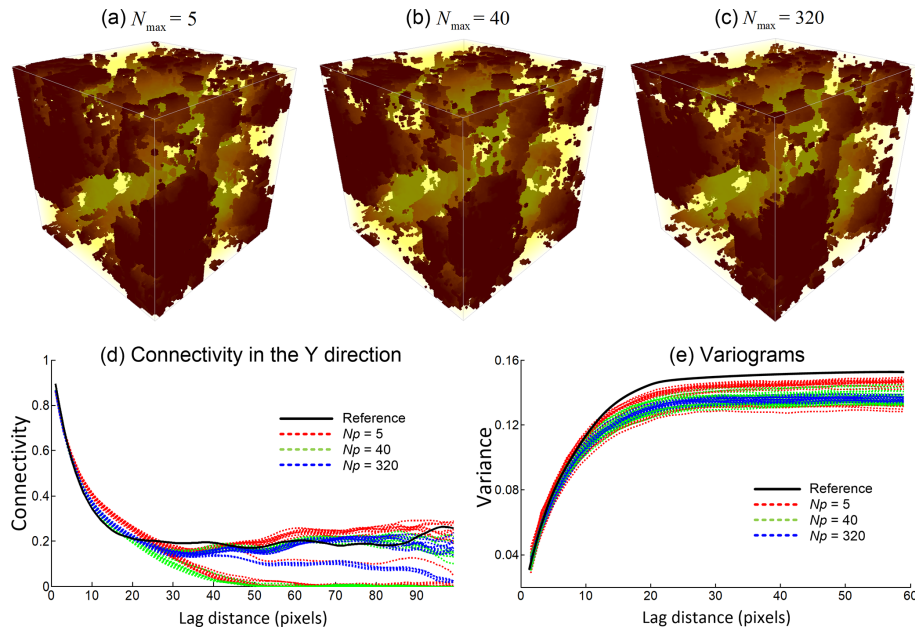 (a) Nmax = 5
(b) Nmax = 40
(c) Nmax = 320
(d) Connectivity in the Y direction
1
0.8
0.6
0.4
0.2
0
Connectivity
Reference
Np = 5
Np = 40
Np = 320
0 10 20 30 40 50 60 70 80 90
Lag distance (pixels)
(e) Variograms
0.16
0.12
0.08
0.04
Variance
Reference
Np = 5
Np = 40
Np = 320
0 10 20 30 40 50 60
Lag distance (pixels)